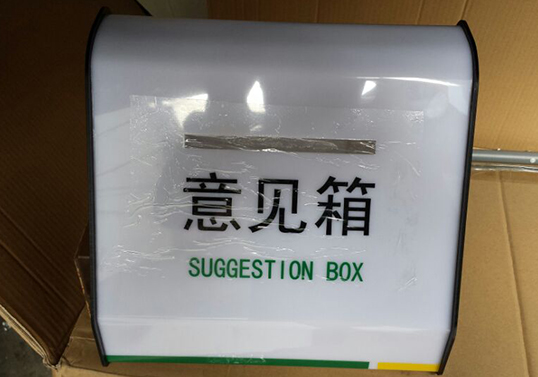 意见箱
SUGGESTION BOX